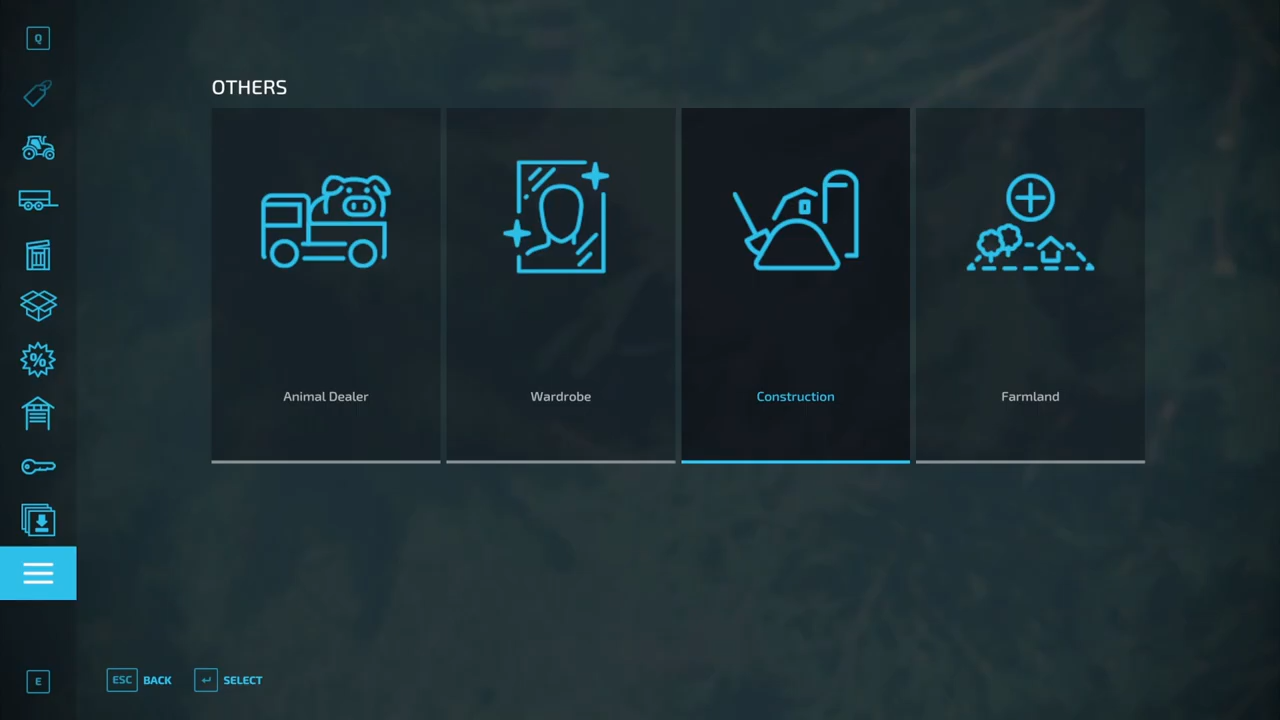 Q
OTHERS
Animal Dealer
Wardrobe
Construction
Farmland
%
E
ESC BACK ↵ SELECT